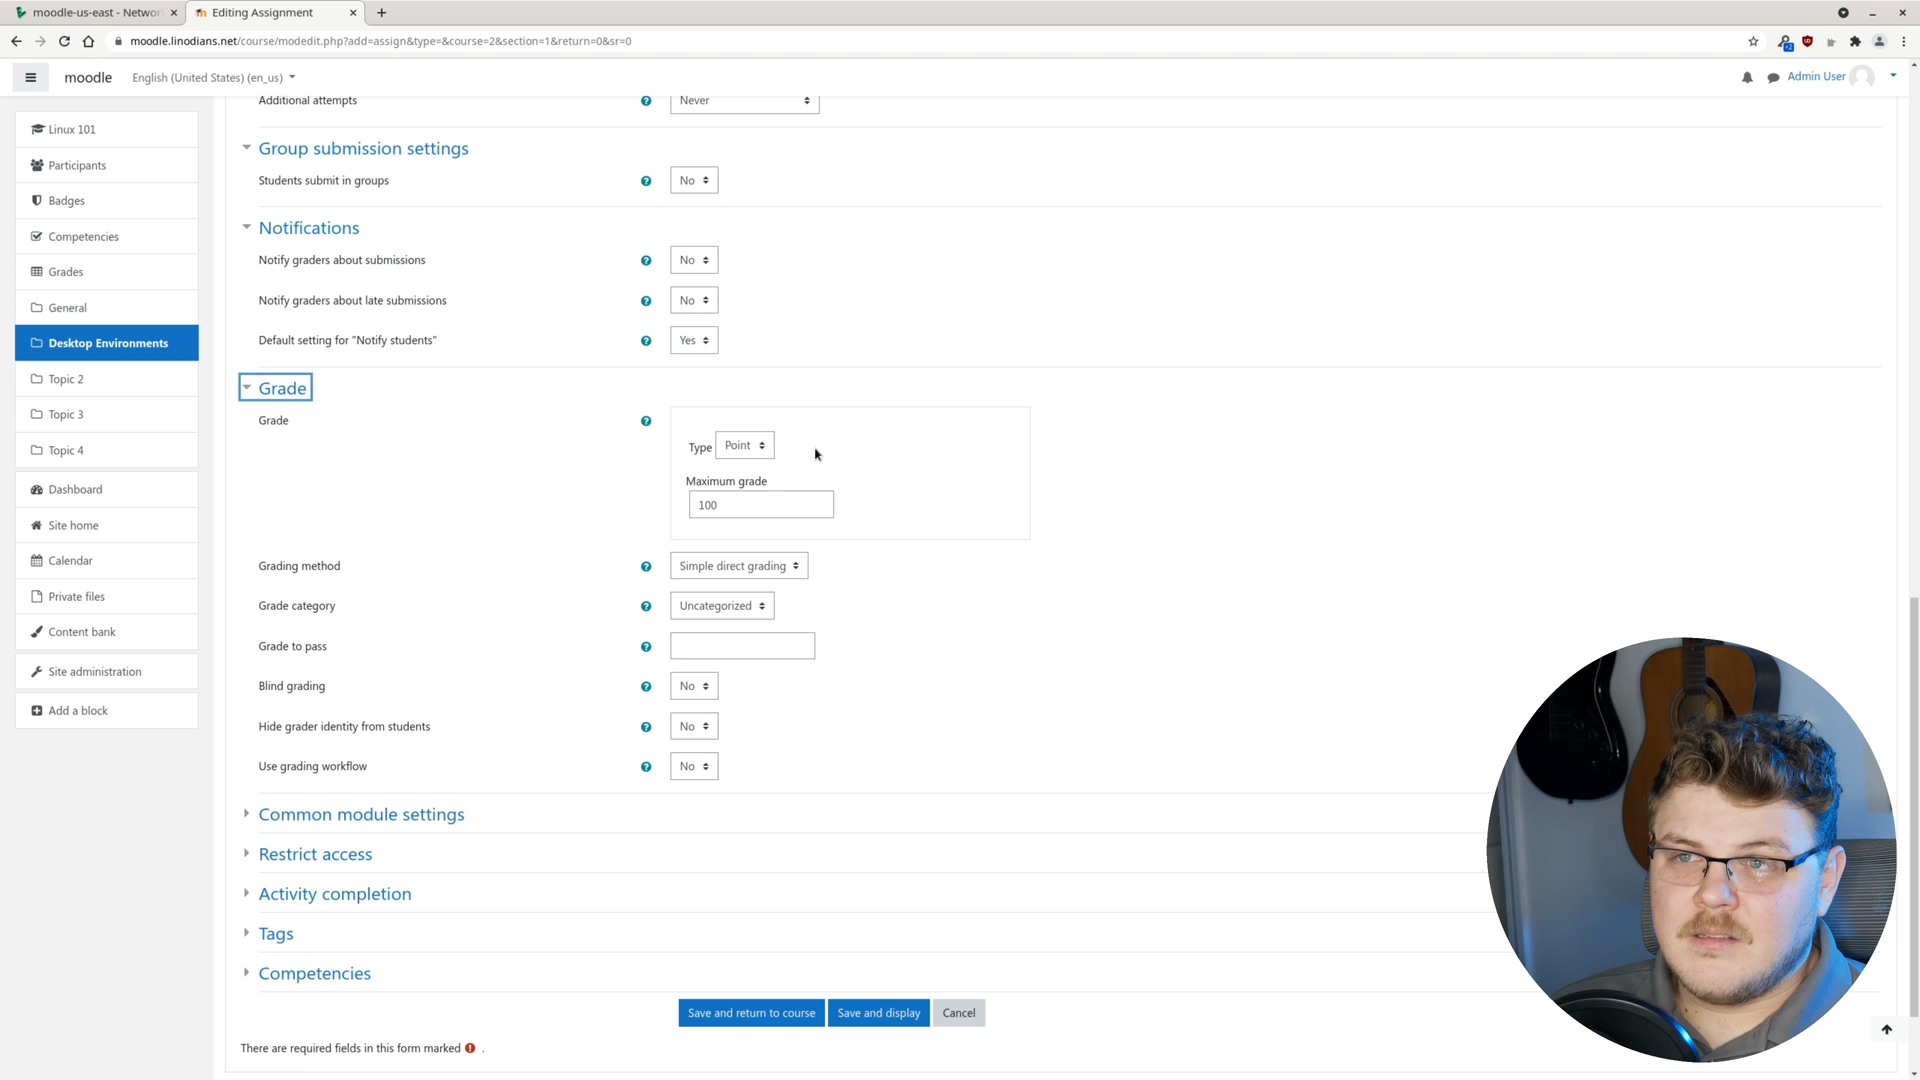 moodle-us-east - Networ
Editing Assignment
moodle.linodians.net/course/modedit.php?add=assign&type=&course=2&section=1&return=0&sr=0
moodle
English (United States) (en_us)
Admin User
Linux 101
Participants
Badges
Competencies
Grades
General
Desktop Environments
Topic 2
Topic 3
Topic 4
Dashboard
Site home
Calendar
Private files
Content bank
Site administration
Add a block
Additional attempts
Never
Group submission settings
Students submit in groups
No
Notifications
Notify graders about submissions
No
Notify graders about late submissions
No
Default setting for "Notify students"
Yes
Grade
Grade
Type Point
Maximum grade
100
Grading method
Simple direct grading
Grade category
Uncategorized
Grade to pass
Blind grading
No
Hide grader identity from students
No
Use grading workflow
No
Common module settings
Restrict access
Activity completion
Tags
Competencies
Save and return to course
Save and display
Cancel
There are required fields in this form marked .